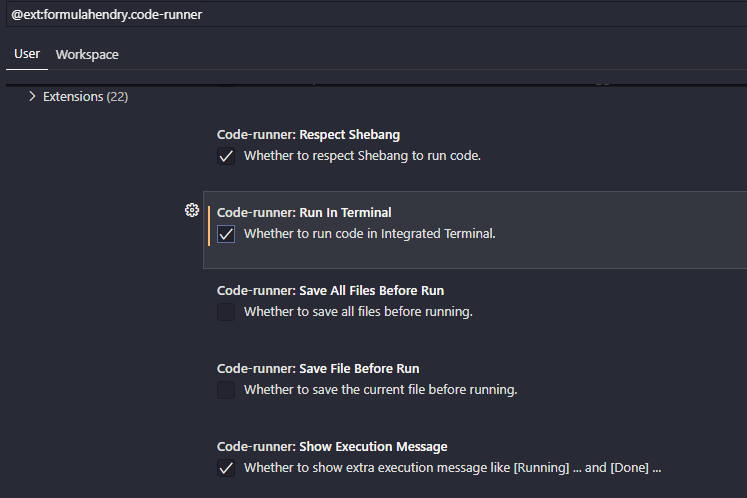 @ext:formulahendry.code-runner
User Workspace
Extensions (22)
Code-runner: Respect Shebang
Whether to respect Shebang to run code.
Code-runner: Run In Terminal
Whether to run code in Integrated Terminal.
Code-runner: Save All Files Before Run
Whether to save all files before running.
Code-runner: Save File Before Run
Whether to save the current file before running.
Code-runner: Show Execution Message
Whether to show extra execution message like [Running] ... and [Done] ...